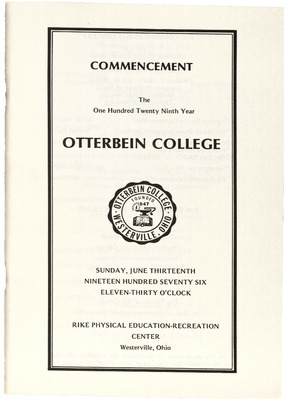 COMMENCEMENT
The
One Hundred Twenty Ninth Year
OTTERBEIN COLLEGE
· OTTERBEIN COLLEGE ·
FOUNDED
1847
WESTERVILLE, OHIO
SUNDAY, JUNE THIRTEENTH
NINETEEN HUNDRED SEVENTY SIX
ELEVEN-THIRTY O'CLOCK
RIKE PHYSICAL EDUCATION-RECREATION
CENTER
Westerville, Ohio